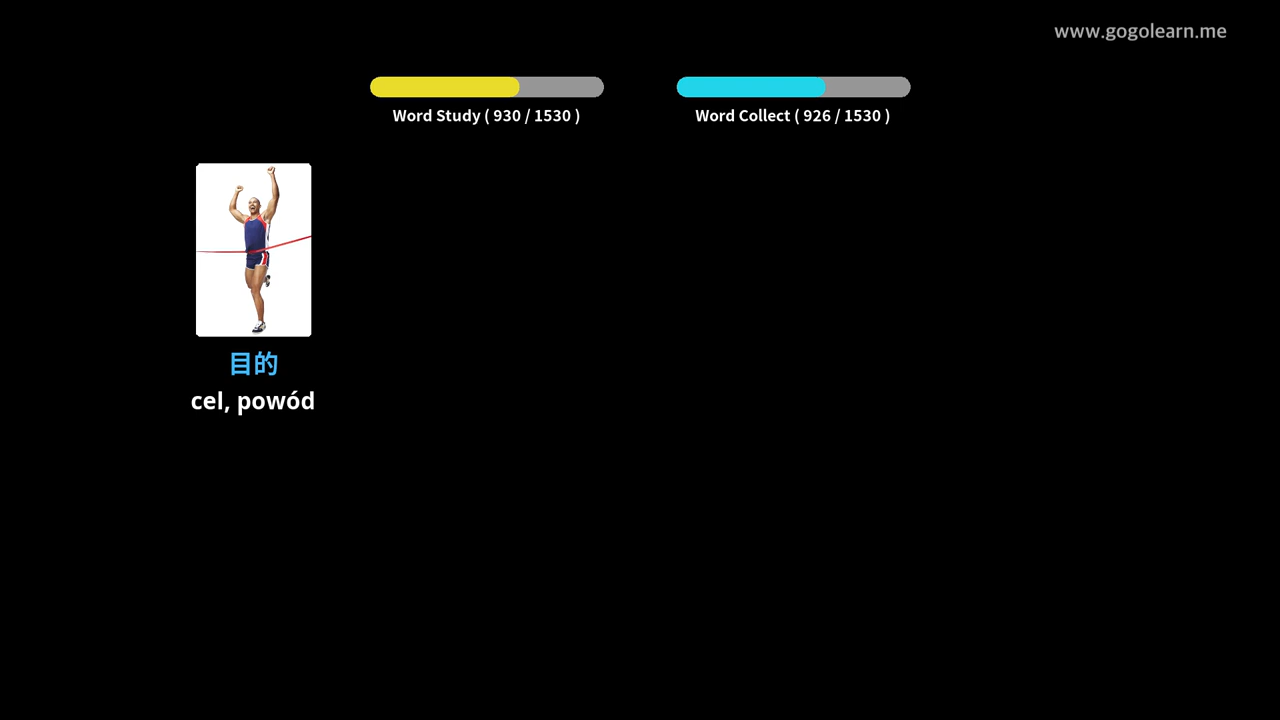 www.gogolearn.me
Word Study ( 930 / 1530 )
Word Collect ( 926 / 1530 )
目的
cel, powód